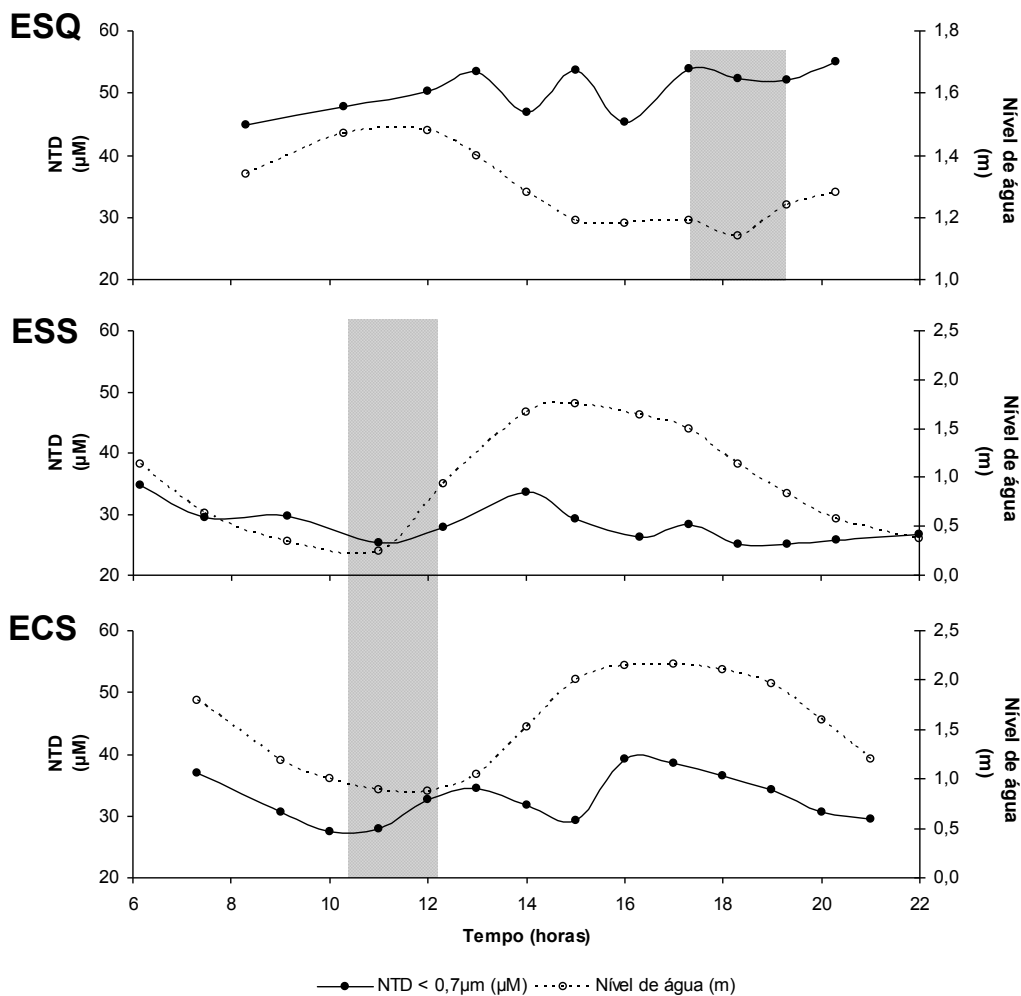 ESQ
60
50
40
30
20
NTD
(µM)
1,8
1,6
1,4
1,2
1,0
Nível de água
(m)
ESS
60
50
40
30
20
NTD
(µM)
2,5
2,0
1,5
1,0
0,5
0,0
Nível de água
(m)
ECS
60
50
40
30
20
NTD
(µM)
2,5
2,0
1,5
1,0
0,5
0,0
Nível de água
(m)
6 8 10 12 14 16 18 20 22
Tempo (horas)
NTD < 0,7µm (µM) Nível de água (m)